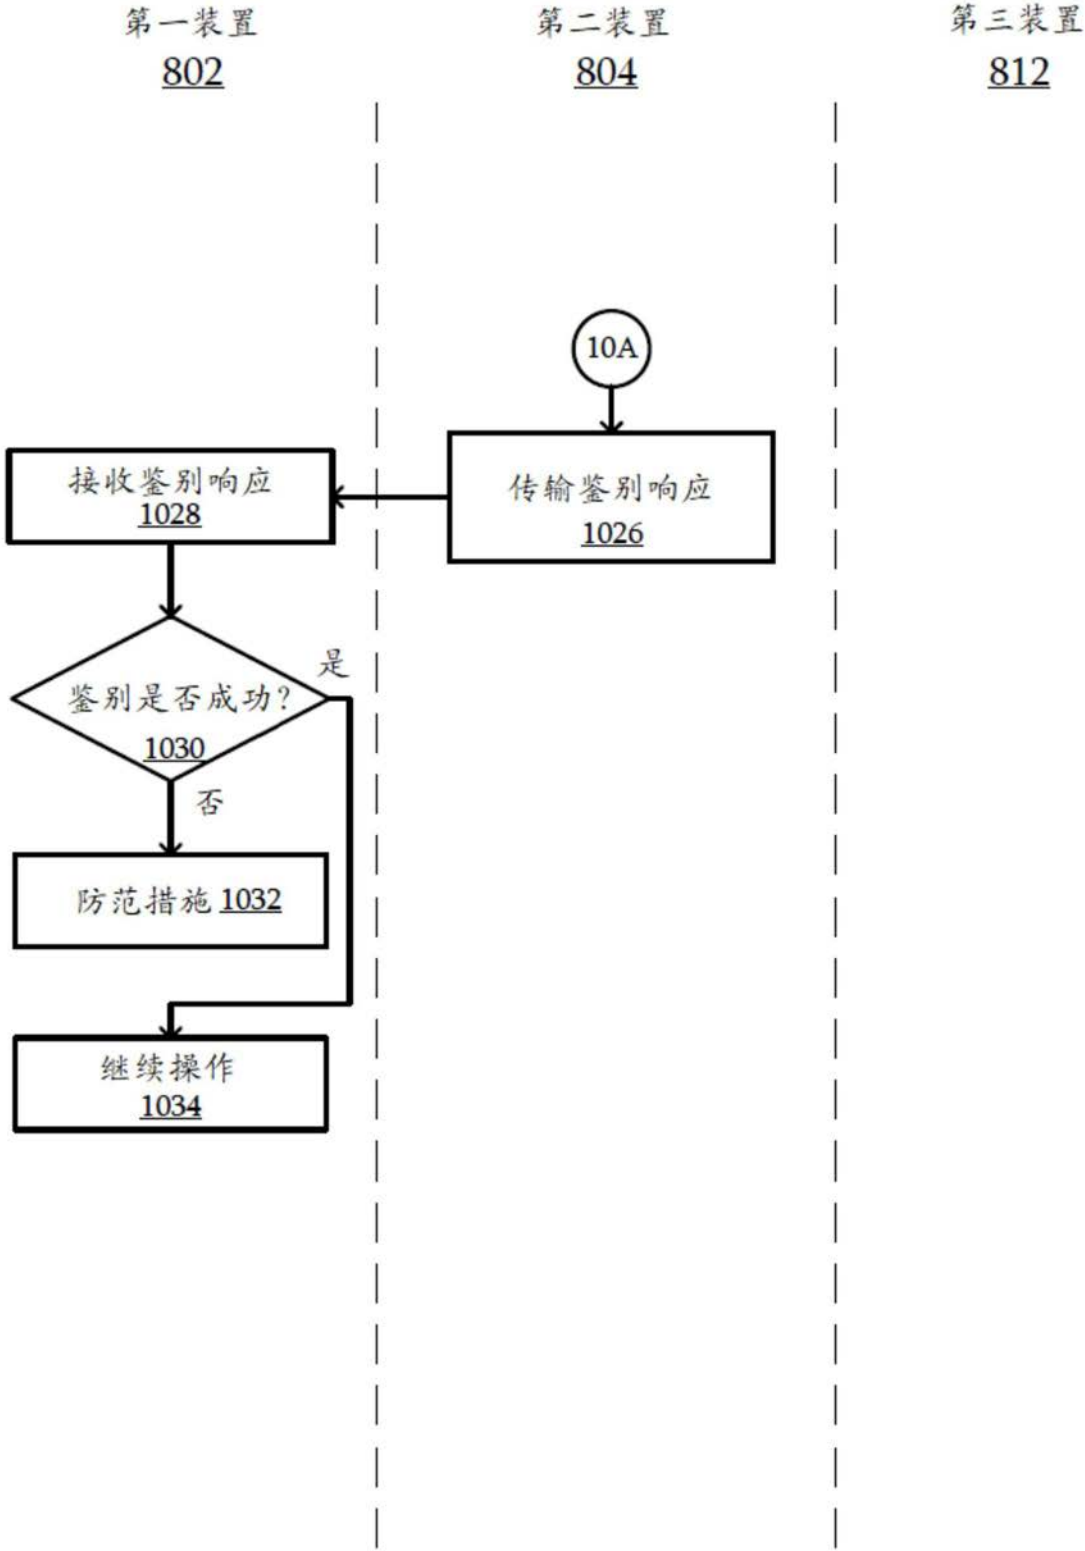 第一装置
802
第二装置
804
第三装置
812
10A
传输鉴别响应
1026
接收鉴别响应
1028
鉴别是否成功?
1030
是
否
防范措施 1032
继续操作
1034